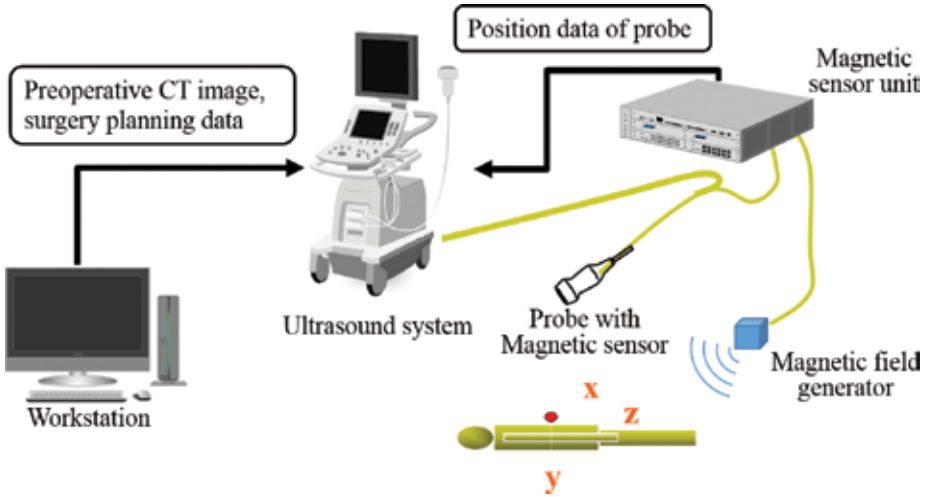 Position data of probe
Magnetic
sensor unit
Preoperative CT image,
surgery planning data
Ultrasound system
Probe with
Magnetic sensor
Magnetic field
generator
Workstation
x
z
y